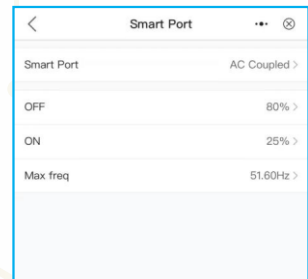 Smart Port
Smart Port AC Coupled >
OFF 80% >
ON 25% >
Max freq 51.60Hz >